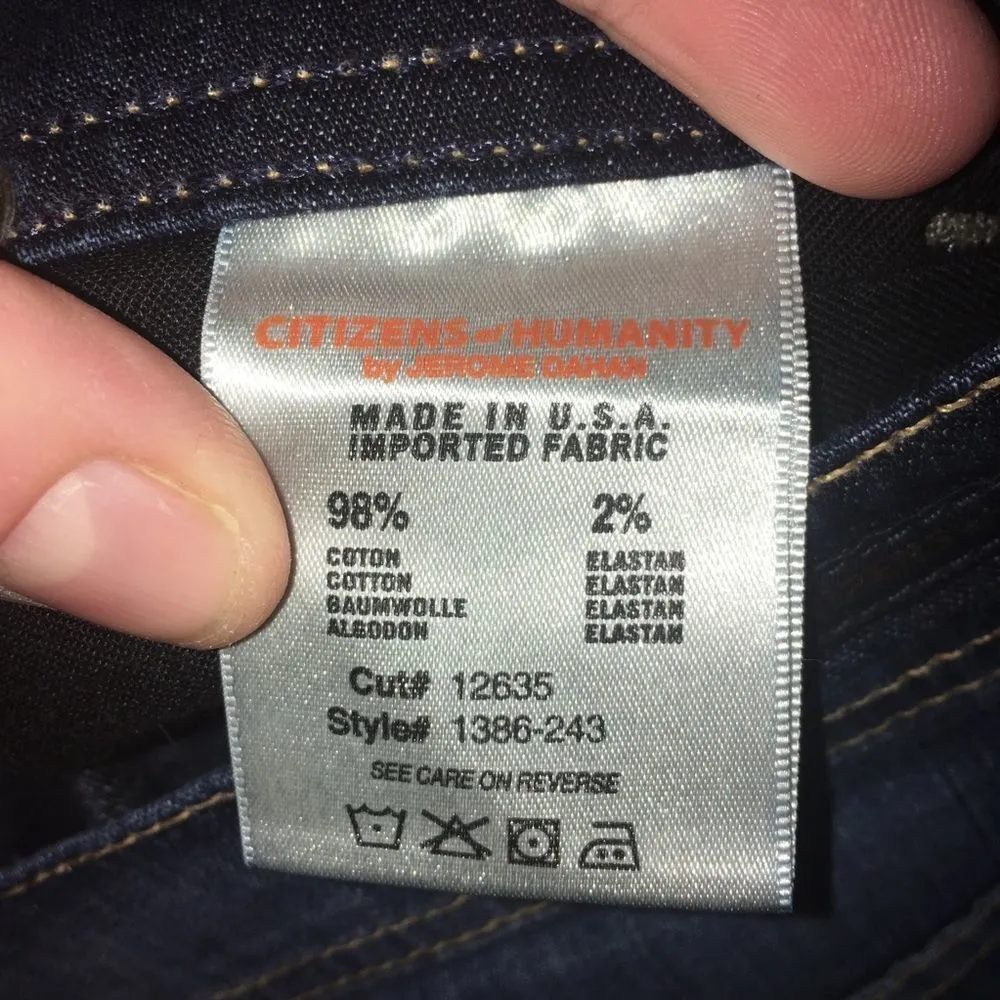 CITIZENS of HUMANITY
by JEROME DAHAN
MADE IN U.S.A.
IMPORTED FABRIC
98% 2%
COTON ELASTAN
COTTON ELASTAN
BAUMWOLLE ELASTAN
ALGODON ELASTAN
Cut# 12635
Style# 1386-243
SEE CARE ON REVERSE